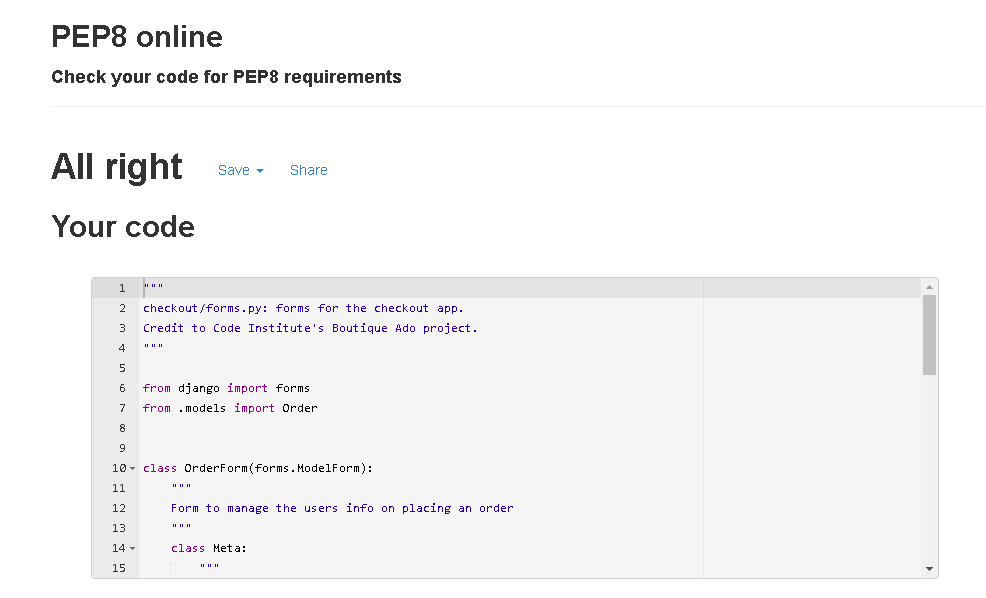 PEP8 online
Check your code for PEP8 requirements
All right Save Share
Your code
1 """
2 checkout/forms.py: forms for the checkout app.
3 Credit to Code Institute's Boutique Ado project.
4 """
5
6 from django import forms
7 from .models import Order
8
9
10 class OrderForm(forms.ModelForm):
11 """
12 Form to manage the users info on placing an order
13 """
14 class Meta:
15 """